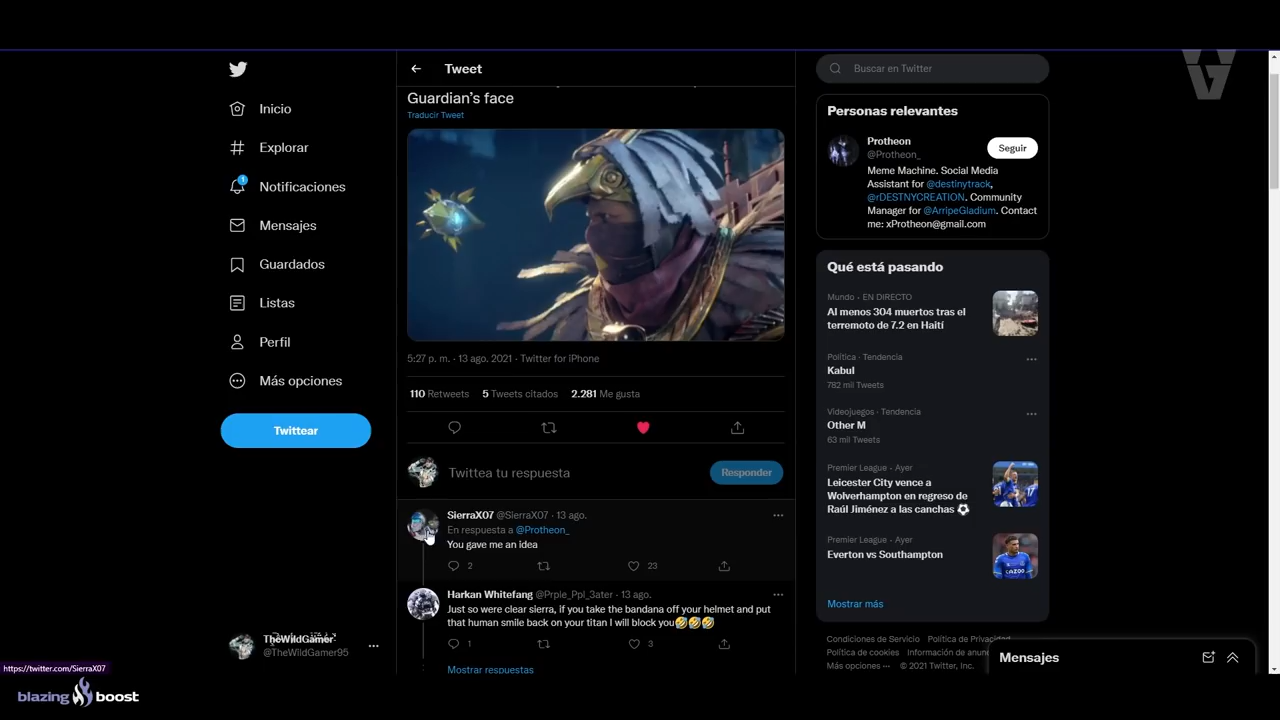 Tweet
Guardian's face
Traducir Tweet
5:27 p. m. · 13 ago. 2021 · Twitter for iPhone
110 Retweets 5 Tweets citados 2.281 Me gusta
Twittea tu respuesta
Responder
SierraX07 @SierraX07 · 13 ago.
En respuesta a @Protheon_
You gave me an idea
2 23
Harkan Whitefang @Prple_Ppl_3ater · 13 ago.
Just so were clear sierra, if you take the bandana off your helmet and put
that human smile back on your titan I will block you🤣🤣🤣
1 3
Mostrar respuestas
Inicio
Explorar
1
Notificaciones
Mensajes
Guardados
Listas
Perfil
Más opciones
Twittear
TheWildGamer
@TheWildGamer95
https://twitter.com/SierraX07
blazing boost
Buscar en Twitter
Personas relevantes
Protheon
@Protheon_
Seguir
Meme Machine. Social Media
Assistant for @destinytrack,
@rDESTNYCREATION. Community
Manager for @ArripeGladium. Contact
me: xProtheon@gmail.com
Qué está pasando
Mundo · EN DIRECTO
Al menos 304 muertos tras el
terremoto de 7.2 en Haití
Política · Tendencia
Kabul
782 mil Tweets
Videojuegos · Tendencia
Other M
63 mil Tweets
Premier League · Ayer
Leicester City vence a
Wolverhampton en regreso de
Raúl Jiménez a las canchas ⚽
Premier League · Ayer
Everton vs Southampton
CAZOO
Mostrar más
Condiciones de Servicio Política de Privacidad
Política de cookies Información de
Más opciones ··· © 2021 Twitter, Inc.
Mensajes